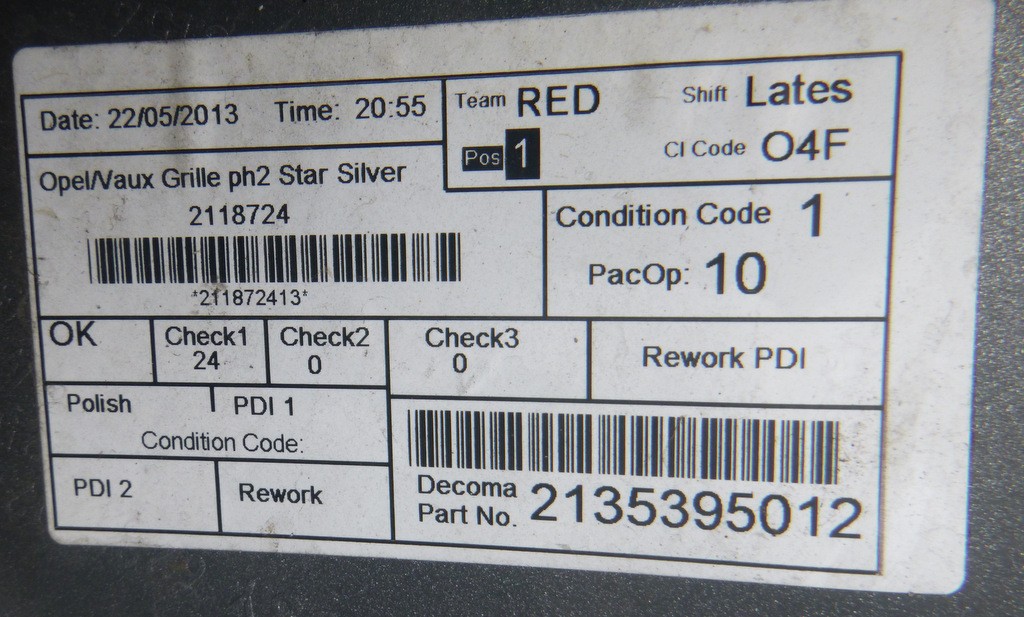 Date: 22/05/2013 Time: 20:55
Team RED Shift Lates
Pos 1 CI Code O4F
Opel/Vaux Grille ph2 Star Silver
2118724
*211872413*
Condition Code 1
PacOp: 10
OK
Check1
24
Check2
0
Check3
0
Rework PDI
Polish PDI 1
Condition Code:
PDI 2
Rework
Decoma
Part No. 2135395012